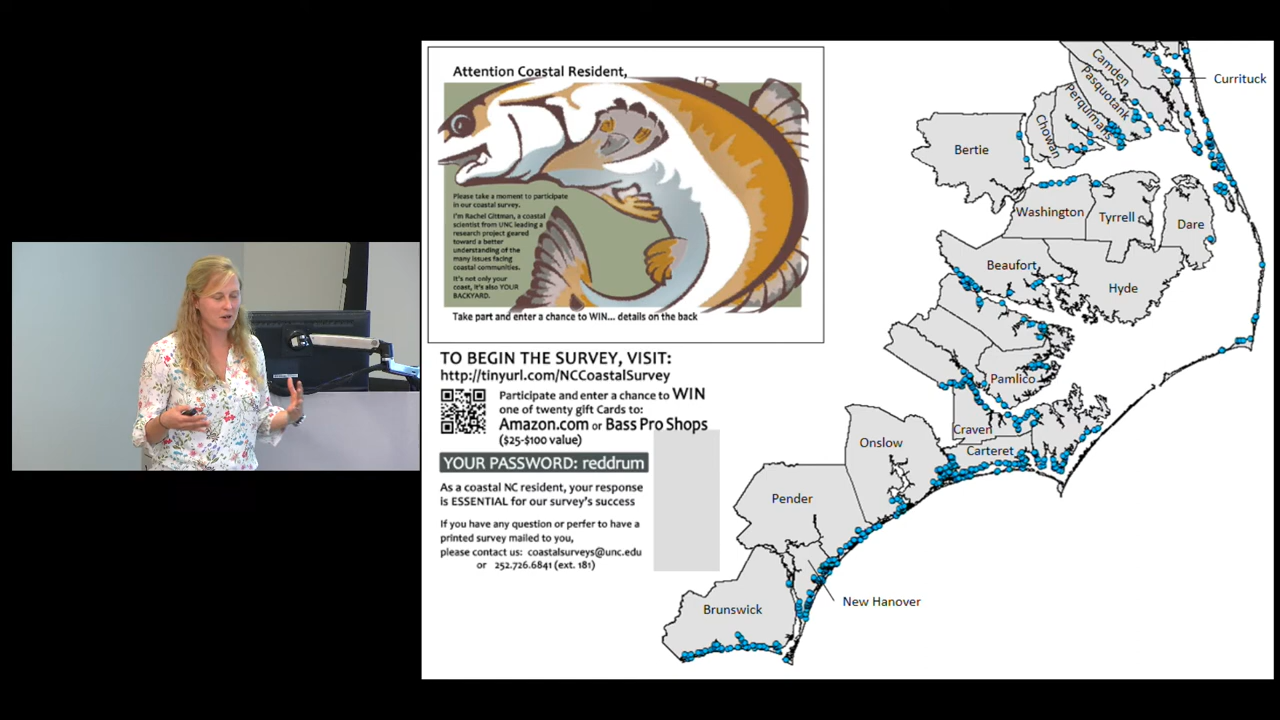 Attention Coastal Resident,
Please take a moment to participate
in our coastal survey.
I'm Rachel Gittman, a coastal
scientist from UNC leading a
research project geared
toward a better
understanding of the
many issues facing
coastal communities.
It's not only your
coast, it's also YOUR
BACKYARD.
Take part and enter a chance to WIN... details on the back
TO BEGIN THE SURVEY, VISIT:
http://tinyurl.com/NCCoastalSurvey
Participate and enter a chance to WIN
one of twenty gift Cards to:
Amazon.com or Bass Pro Shops
($25-$100 value)
YOUR PASSWORD: reddrum
As a coastal NC resident, your response
is ESSENTIAL for our survey's success
If you have any question or perfer to have a
printed survey mailed to you,
please contact us: coastalsurveys@unc.edu
or 252.726.6841 (ext. 181)
Currituck
Camden
Pasquotank
Perquimans
Chowan
Bertie
Washington
Tyrrell
Dare
Beaufort
Hyde
Pamlico
Craven
Carteret
Onslow
Pender
New Hanover
Brunswick